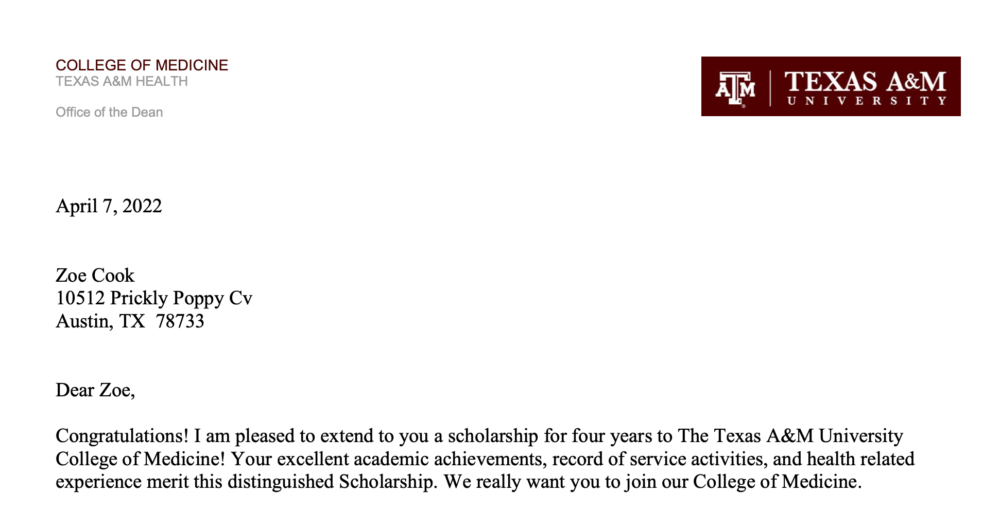 COLLEGE OF MEDICINE
TEXAS A&M HEALTH
Office of the Dean
ATM | TEXAS A&M
UNIVERSITY
April 7, 2022
Zoe Cook
10512 Prickly Poppy Cv
Austin, TX  78733
Dear Zoe,
Congratulations! I am pleased to extend to you a scholarship for four years to The Texas A&M University
College of Medicine! Your excellent academic achievements, record of service activities, and health related
experience merit this distinguished Scholarship. We really want you to join our College of Medicine.